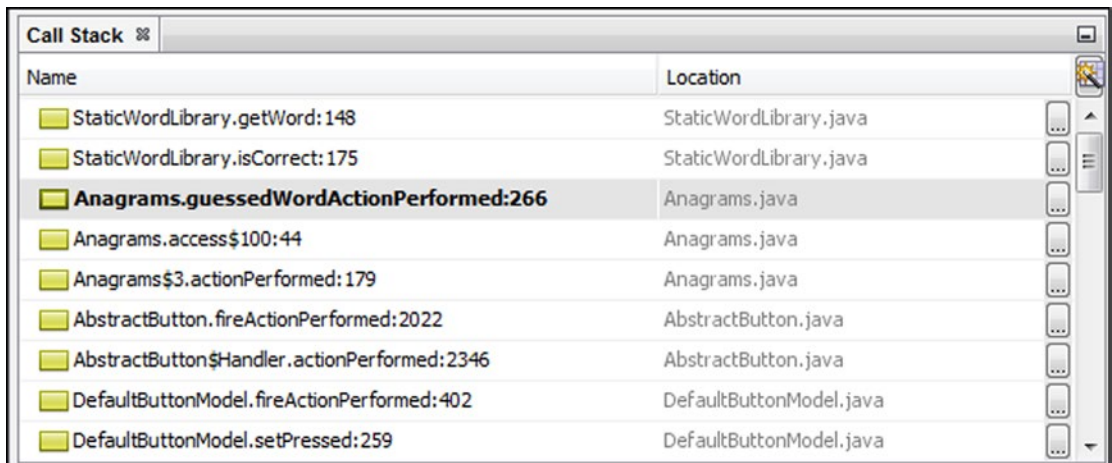 Call Stack
Name Location
StaticWordLibrary.getWord:148 StaticWordLibrary.java
StaticWordLibrary.isCorrect:175 StaticWordLibrary.java
Anagrams.guessedWordActionPerformed:266 Anagrams.java
Anagrams.access$100:44 Anagrams.java
Anagrams$3.actionPerformed:179 Anagrams.java
AbstractButton.fireActionPerformed:2022 AbstractButton.java
AbstractButton$Handler.actionPerformed:2346 AbstractButton.java
DefaultButtonModel.fireActionPerformed:402 DefaultButtonModel.java
DefaultButtonModel.setPressed:259 DefaultButtonModel.java